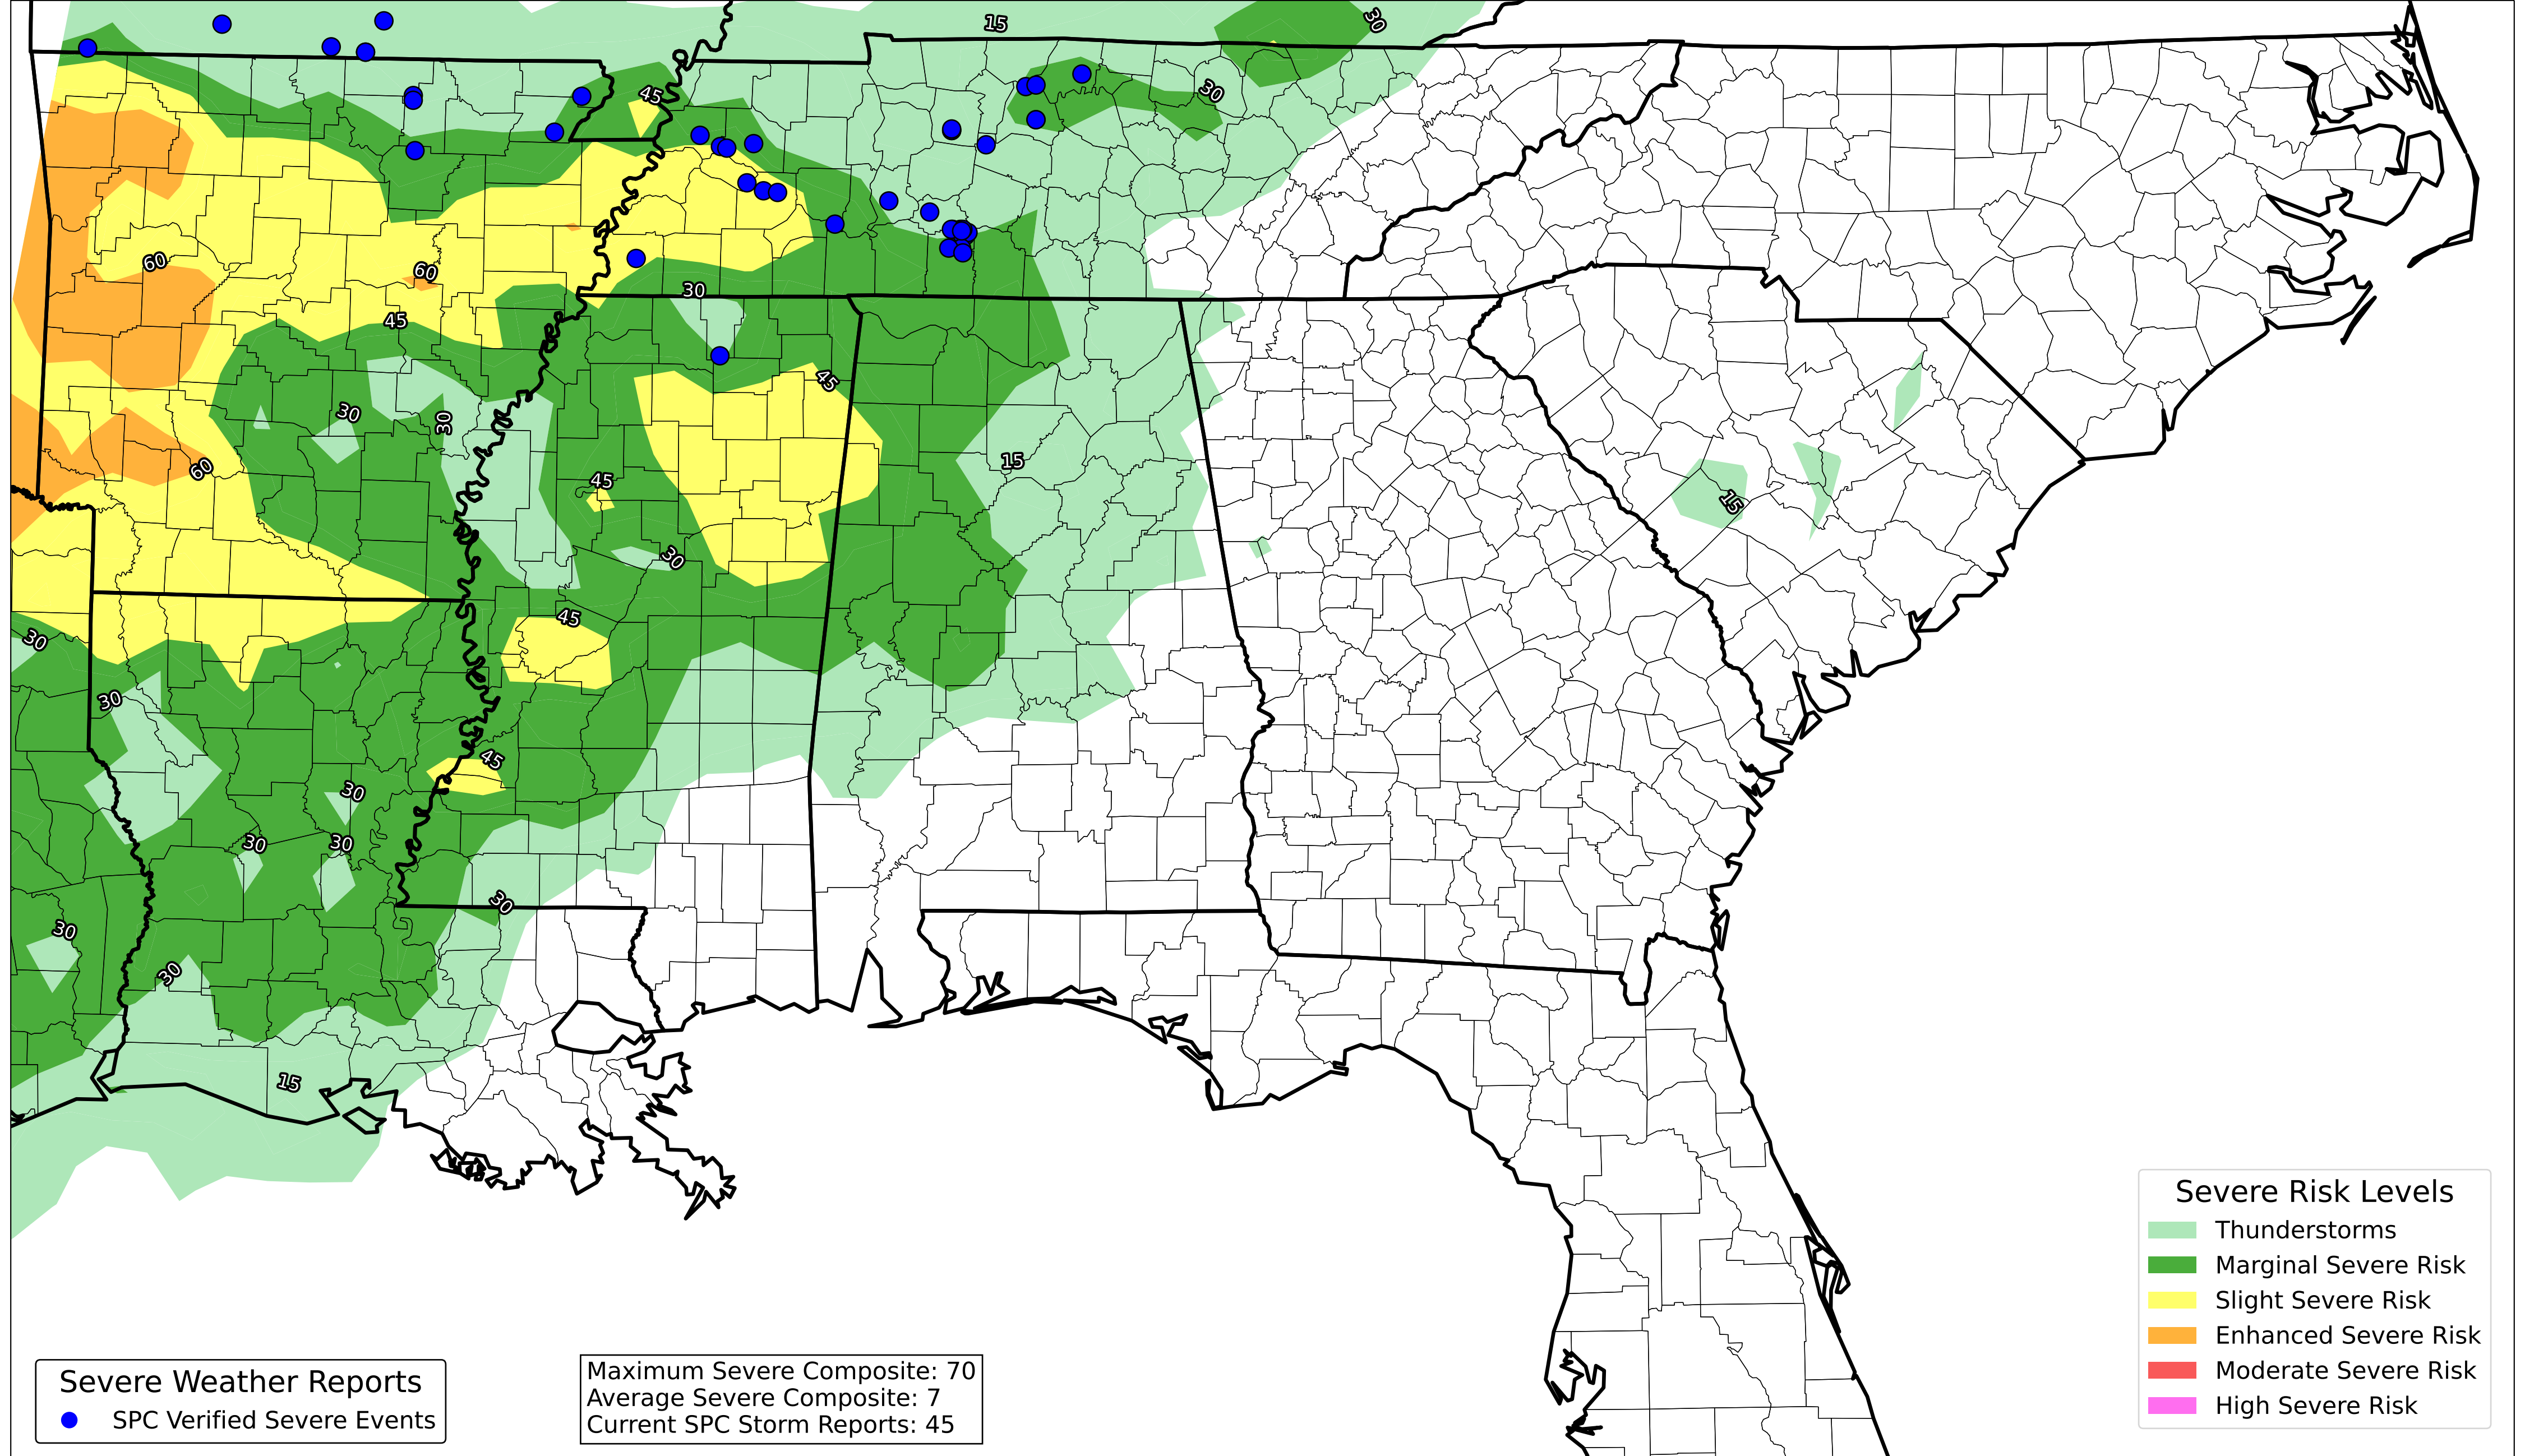 15
30
45
30
60
60
45
30
45
30
30
60
45
15
15
30
45
30
30
45
30
30
30
30
30
30
15
Severe Risk Levels
Thunderstorms
Marginal Severe Risk
Slight Severe Risk
Enhanced Severe Risk
Moderate Severe Risk
High Severe Risk
Severe Weather Reports
SPC Verified Severe Events
Maximum Severe Composite: 70
Average Severe Composite: 7
Current SPC Storm Reports: 45